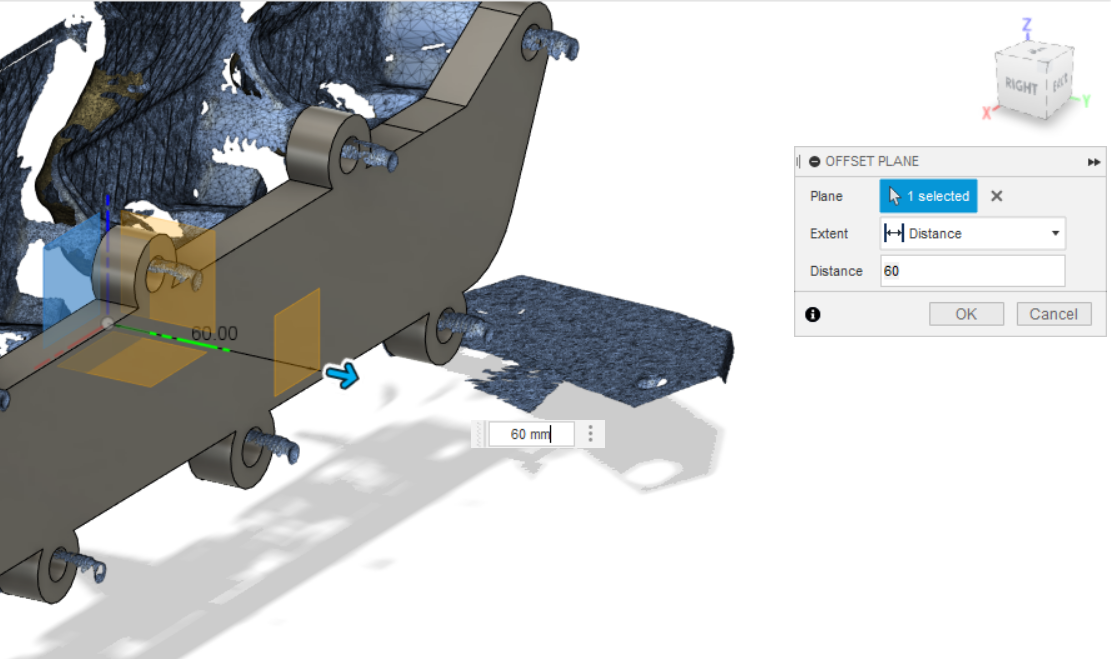 Z
RIGHT
BACK
X
Y
OFFSET PLANE
Plane
1 selected
Extent
Distance
Distance
60
OK
Cancel
60.00
60 mm